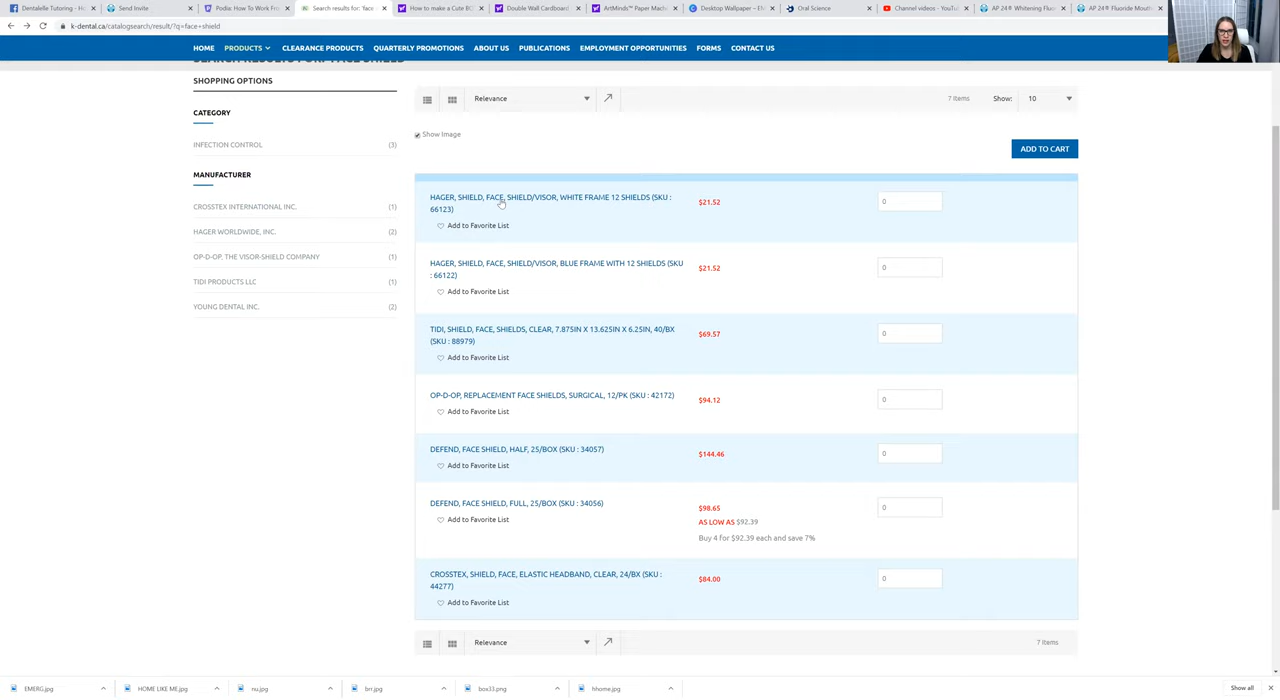 Dentalelle Tutoring - Ho
Send Invite
Podia: How To Work Fro
Search results for: 'face
How to make a Cute BO
Double Wall Cardboard
ArtMinds™ Paper Mach
Desktop Wallpaper – EM
Oral Science
Channel videos - YouTu
AP 24® Whitening Fluo
AP 24® Fluoride Mouth
k-dental.ca/catalogsearch/result/?q=face+shield
HOME PRODUCTS CLEARANCE PRODUCTS QUARTERLY PROMOTIONS ABOUT US PUBLICATIONS EMPLOYMENT OPPORTUNITIES FORMS CONTACT US
SEARCH RESULTS FOR: 'FACE SHIELD'
SHOPPING OPTIONS
CATEGORY
INFECTION CONTROL (3)
MANUFACTURER
CROSSTEX INTERNATIONAL INC. (1)
HAGER WORLDWIDE, INC. (2)
OP-D-OP, THE VISOR-SHIELD COMPANY (1)
TIDI PRODUCTS LLC (1)
YOUNG DENTAL INC. (2)
Relevance 7 Items Show: 10
Show Image
ADD TO CART
HAGER, SHIELD, FACE, SHIELD/VISOR, WHITE FRAME 12 SHIELDS (SKU :
66123)
$21.52 0
Add to Favorite List
HAGER, SHIELD, FACE, SHIELD/VISOR, BLUE FRAME WITH 12 SHIELDS (SKU
: 66122)
$21.52 0
Add to Favorite List
TIDI, SHIELD, FACE, SHIELDS, CLEAR, 7.875IN X 13.625IN X 6.25IN, 40/BX
(SKU : 88979)
$69.57 0
Add to Favorite List
OP-D-OP, REPLACEMENT FACE SHIELDS, SURGICAL, 12/PK (SKU : 42172)
$94.12 0
Add to Favorite List
DEFEND, FACE SHIELD, HALF, 25/BOX (SKU : 34057)
$144.46 0
Add to Favorite List
DEFEND, FACE SHIELD, FULL, 25/BOX (SKU : 34056)
$98.65 0
Add to Favorite List
AS LOW AS $92.39
Buy 4 for $92.39 each and save 7%
CROSSTEX, SHIELD, FACE, ELASTIC HEADBAND, CLEAR, 24/BX (SKU :
44277)
$84.00 0
Add to Favorite List
Relevance 7 Items
EMERG.jpg
HOME LIKE ME.jpg
nu.jpg
brr.jpg
box33.png
hhome.jpg
Show all